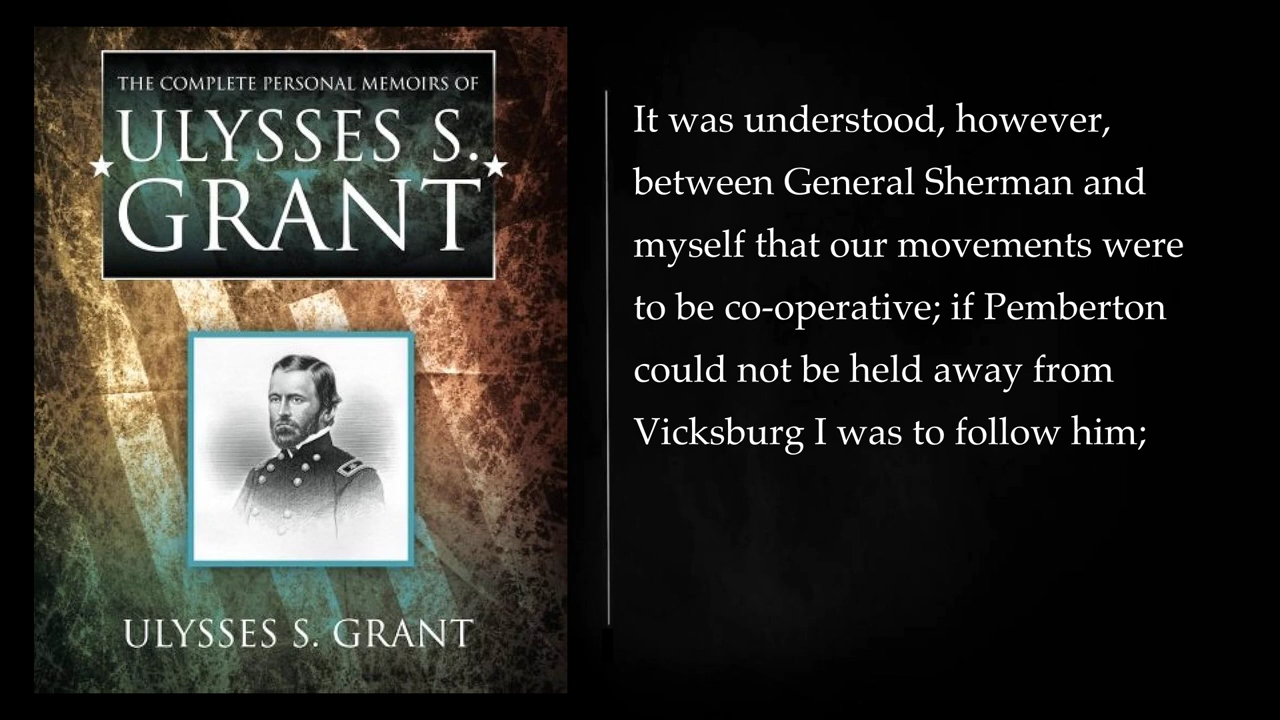 THE COMPLETE PERSONAL MEMOIRS OF
ULYSSES S.
GRANT
ULYSSES S. GRANT
It was understood, however,
between General Sherman and
myself that our movements were
to be co-operative; if Pemberton
could not be held away from
Vicksburg I was to follow him;